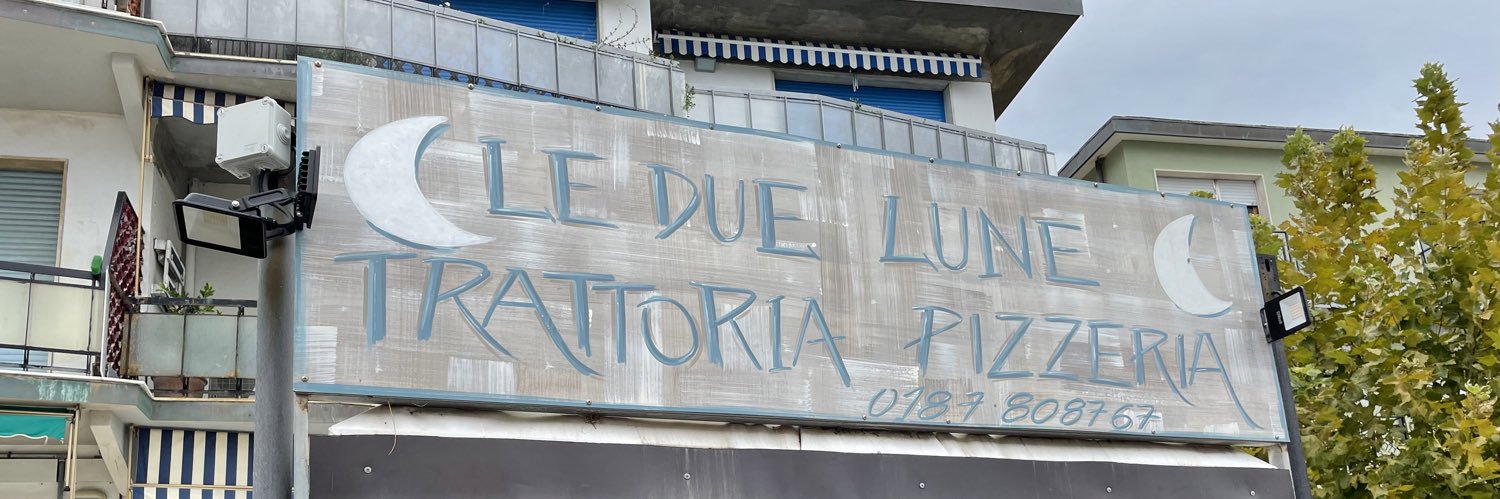 LE DUE LUNE
TRATTORIA PIZZERIA
0187 808767